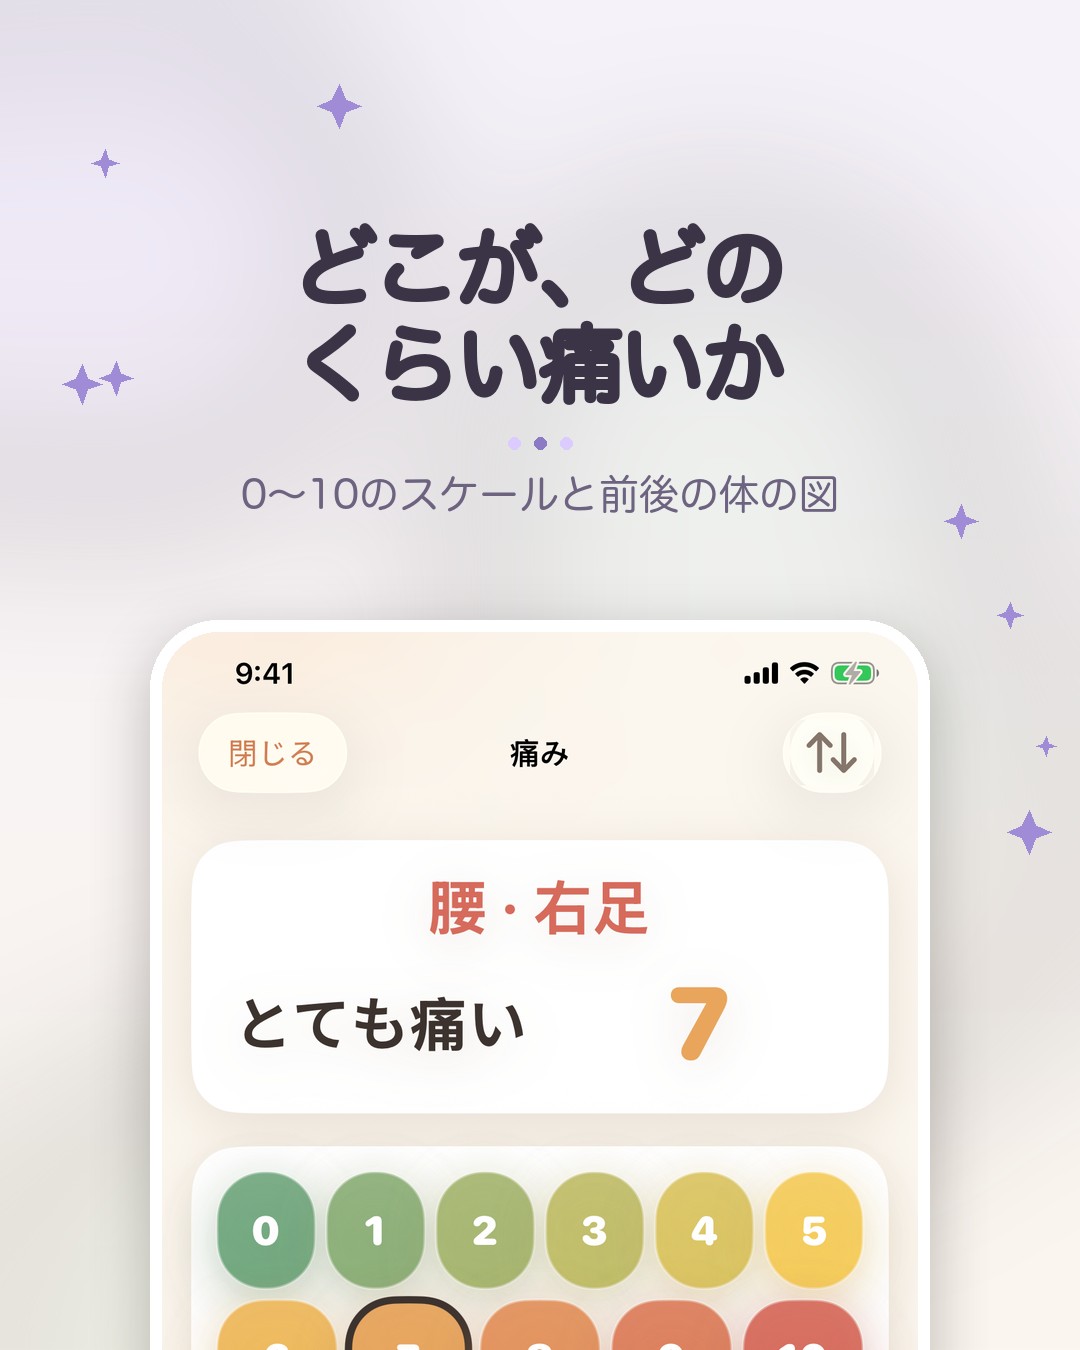 どこが、どの
くらい痛いか
0〜10のスケールと前後の体の図
9:41
閉じる
痛み
腰・右足
とても痛い 7
0 1 2 3 4 5